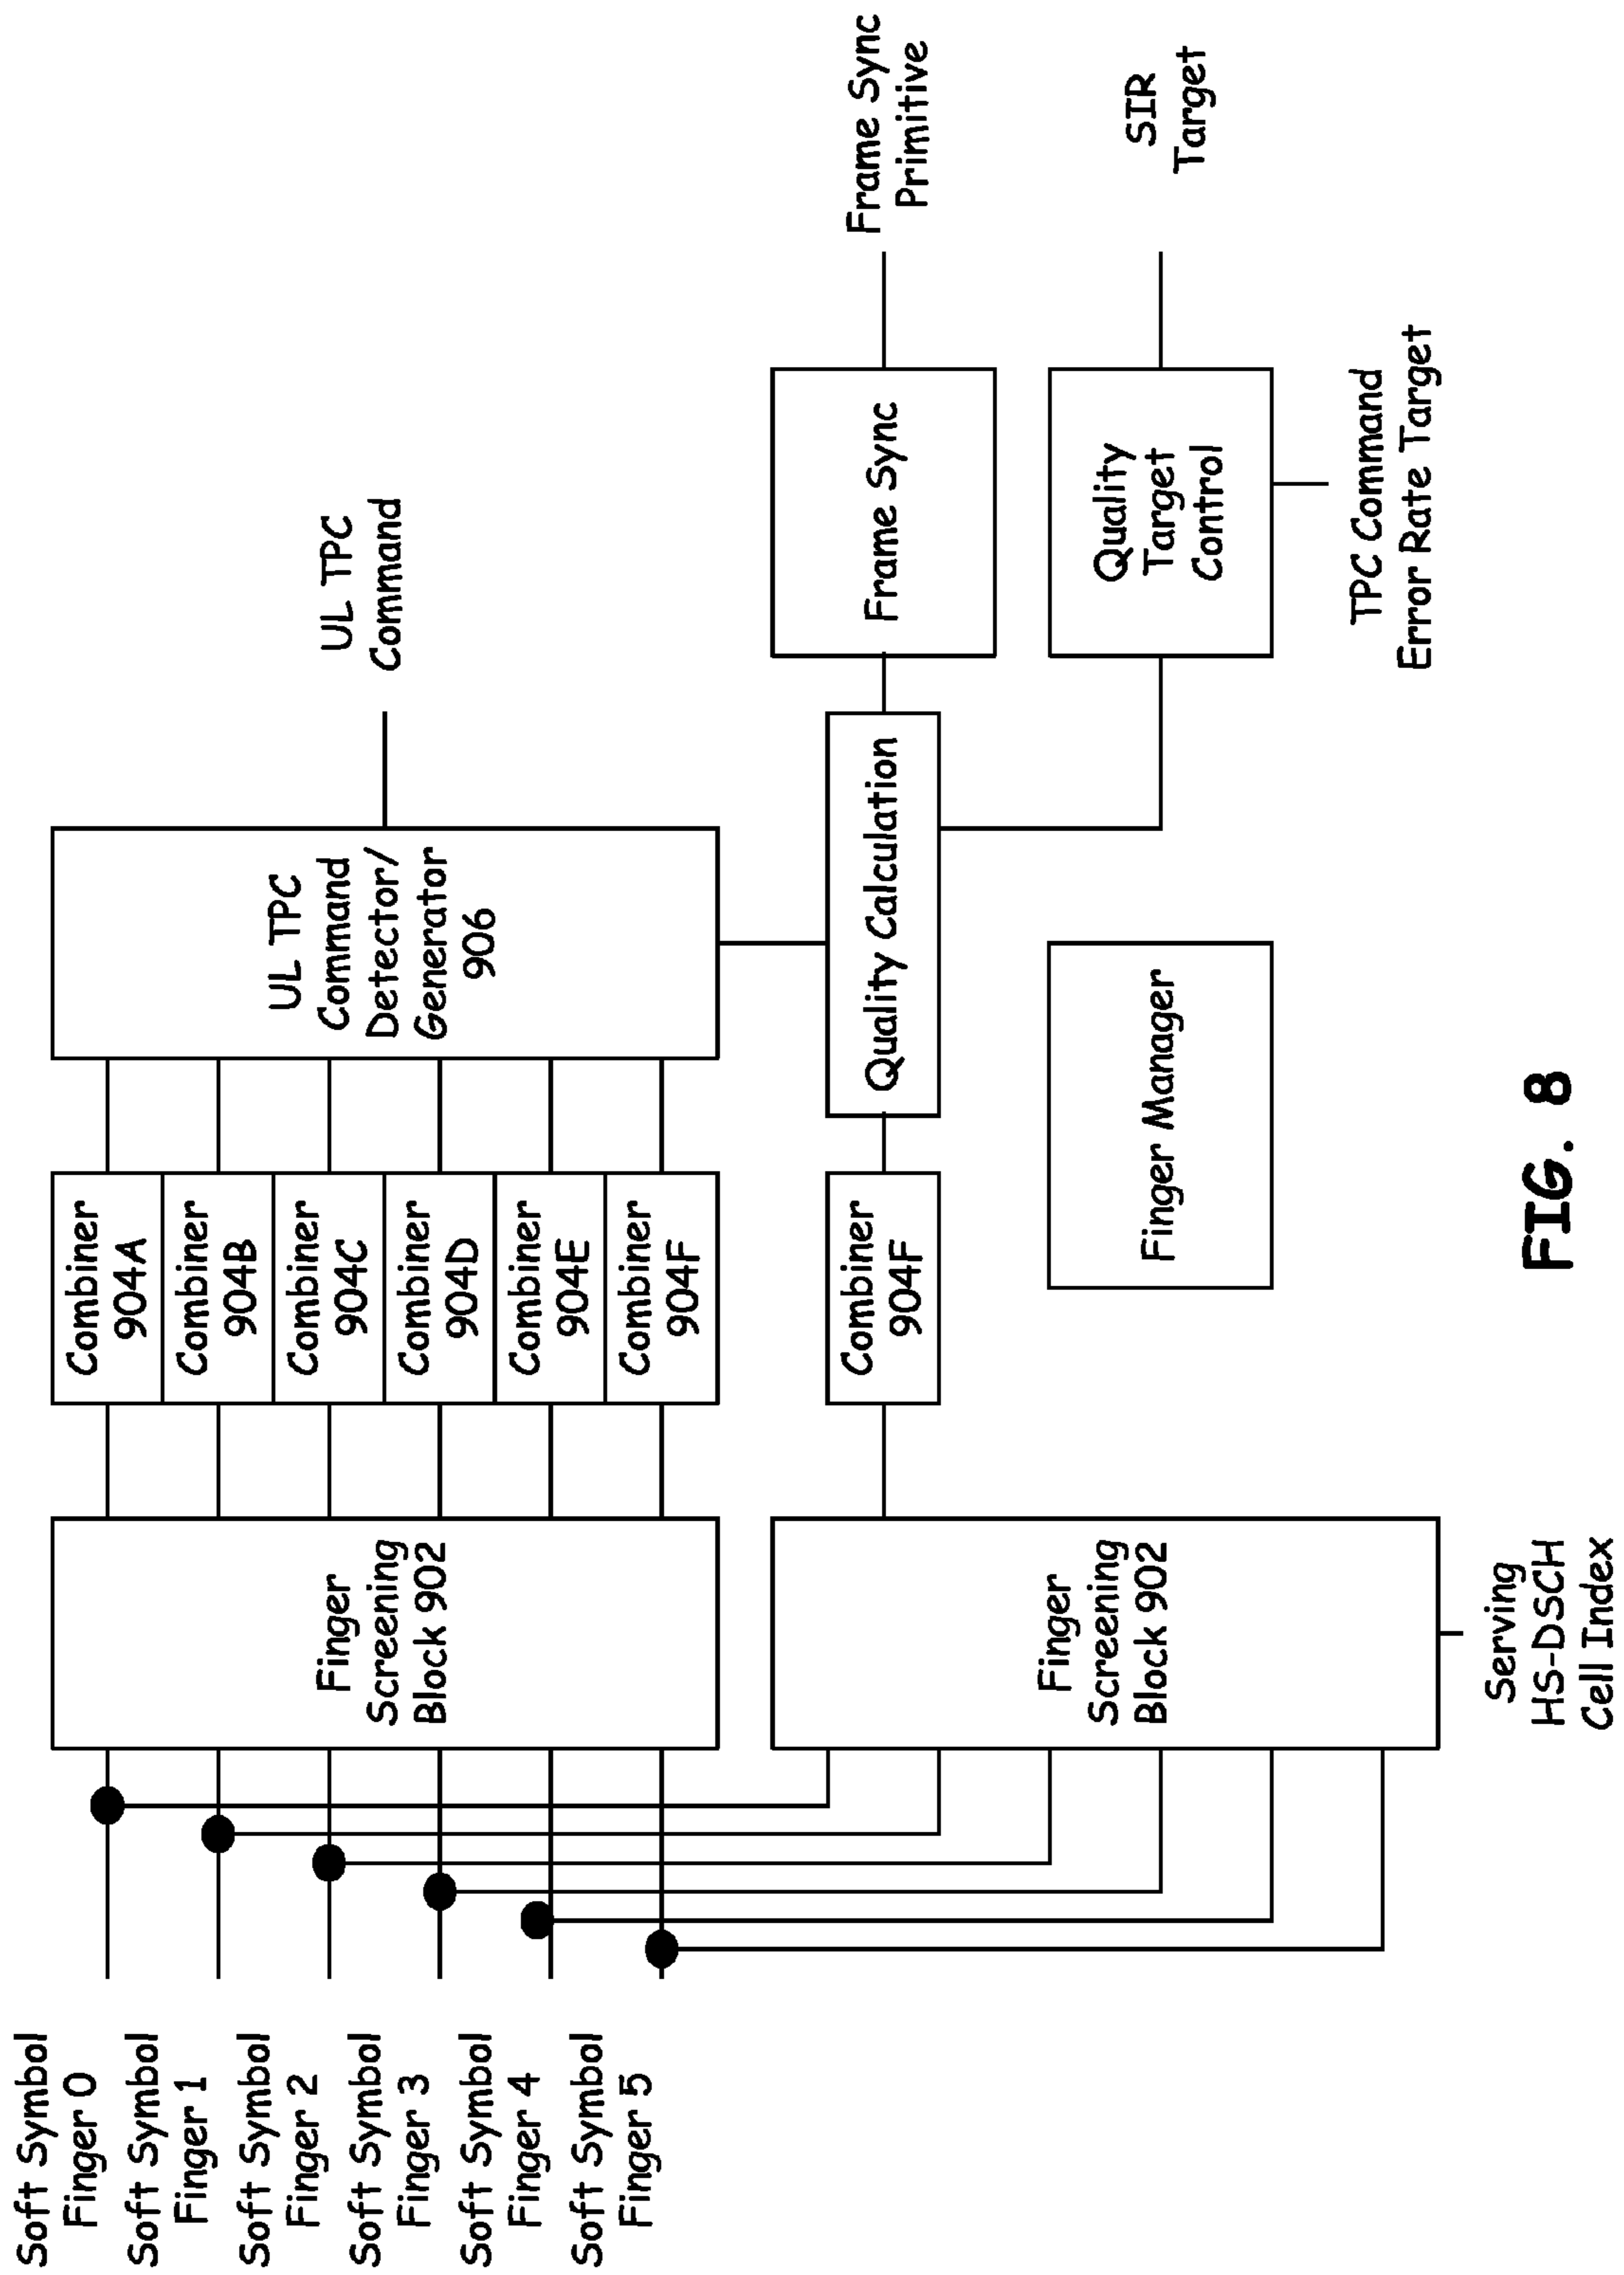 Soft Symbol
Finger 0
Soft Symbol
Finger 1
Soft Symbol
Finger 2
Soft Symbol
Finger 3
Soft Symbol
Finger 4
Soft Symbol
Finger 5
Finger
Screening
Block 902
Combiner
904A
Combiner
904B
Combiner
904C
Combiner
904D
Combiner
904E
Combiner
904F
UL TPC
Command
Detector/
Generator
906
UL TPC
Command
Finger
Screening
Block 902
Serving
HS-DSCH
Cell Index
Combiner
904F
Quality Calculation
Frame Sync
Frame Sync
Primitive
Finger Manager
Quality
Target
Control
SIR
Target
TPC Command
Error Rate Target
FIG. 8